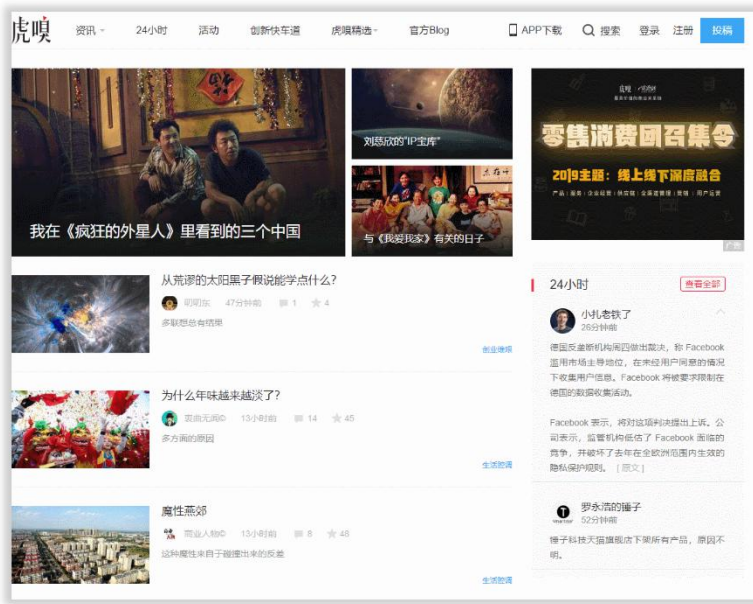 虎嗅
资讯
24小时
活动
创新快车道
虎嗅精选
官方Blog
APP下载
搜索
登录
注册
投稿
我在《疯狂的外星人》里看到的三个中国
刘慈欣的“IP宝库”
与《我爱我家》有关的日子
零售消费团召集令
2019主题：线上线下深度融合
广告
从荒谬的太阳黑子假说能学点什么？
明明东 47分钟前 1 4
多联想总有结果
为什么年味越来越淡了？
13小时前 14 45
多方面的原因
生活腔调
魔性燕郊
商业人物© 13小时前 8 46
这种魔性来自于碰撞出来的反差
生活腔调
24小时
查看全部
小扎老铁了
26分钟前
德国反垄断机构周四做出裁决，称 Facebook
滥用市场主导地位，在未经用户同意的情况
下收集用户信息。Facebook 将被要求限制在
德国的数据收集活动。
Facebook 表示，将对这项判决提出上诉。公
司表示，监管机构低估了 Facebook 面临的
竞争，并破坏了去年在全欧洲范围内生效的
隐私保护规则。 [ 原文 ]
罗永浩的锤子
52分钟前
锤子科技天猫旗舰店下架所有产品，原因不
明。